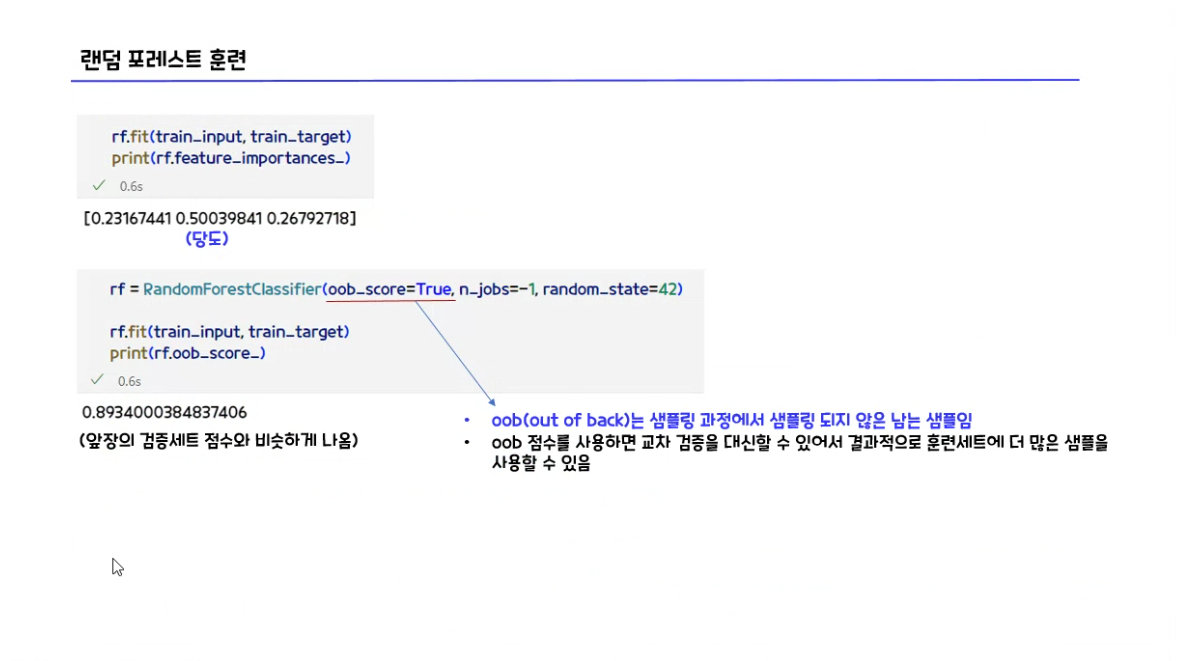 랜덤 포레스트 훈련
rf.fit(train_input, train_target)
print(rf.feature_importances_)
0.6s
[0.23167441 0.50039841 0.26792718]
(당도)
rf = RandomForestClassifier(oob_score=True, n_jobs=-1, random_state=42)
rf.fit(train_input, train_target)
print(rf.oob_score_)
0.6s
0.8934000384837406
(앞장의 검증세트 점수와 비슷하게 나옴)
• oob(out of back)는 샘플링 과정에서 샘플링 되지 않은 남는 샘플임
• oob 점수를 사용하면 교차 검증을 대신할 수 있어서 결과적으로 훈련세트에 더 많은 샘플을
사용할 수 있음